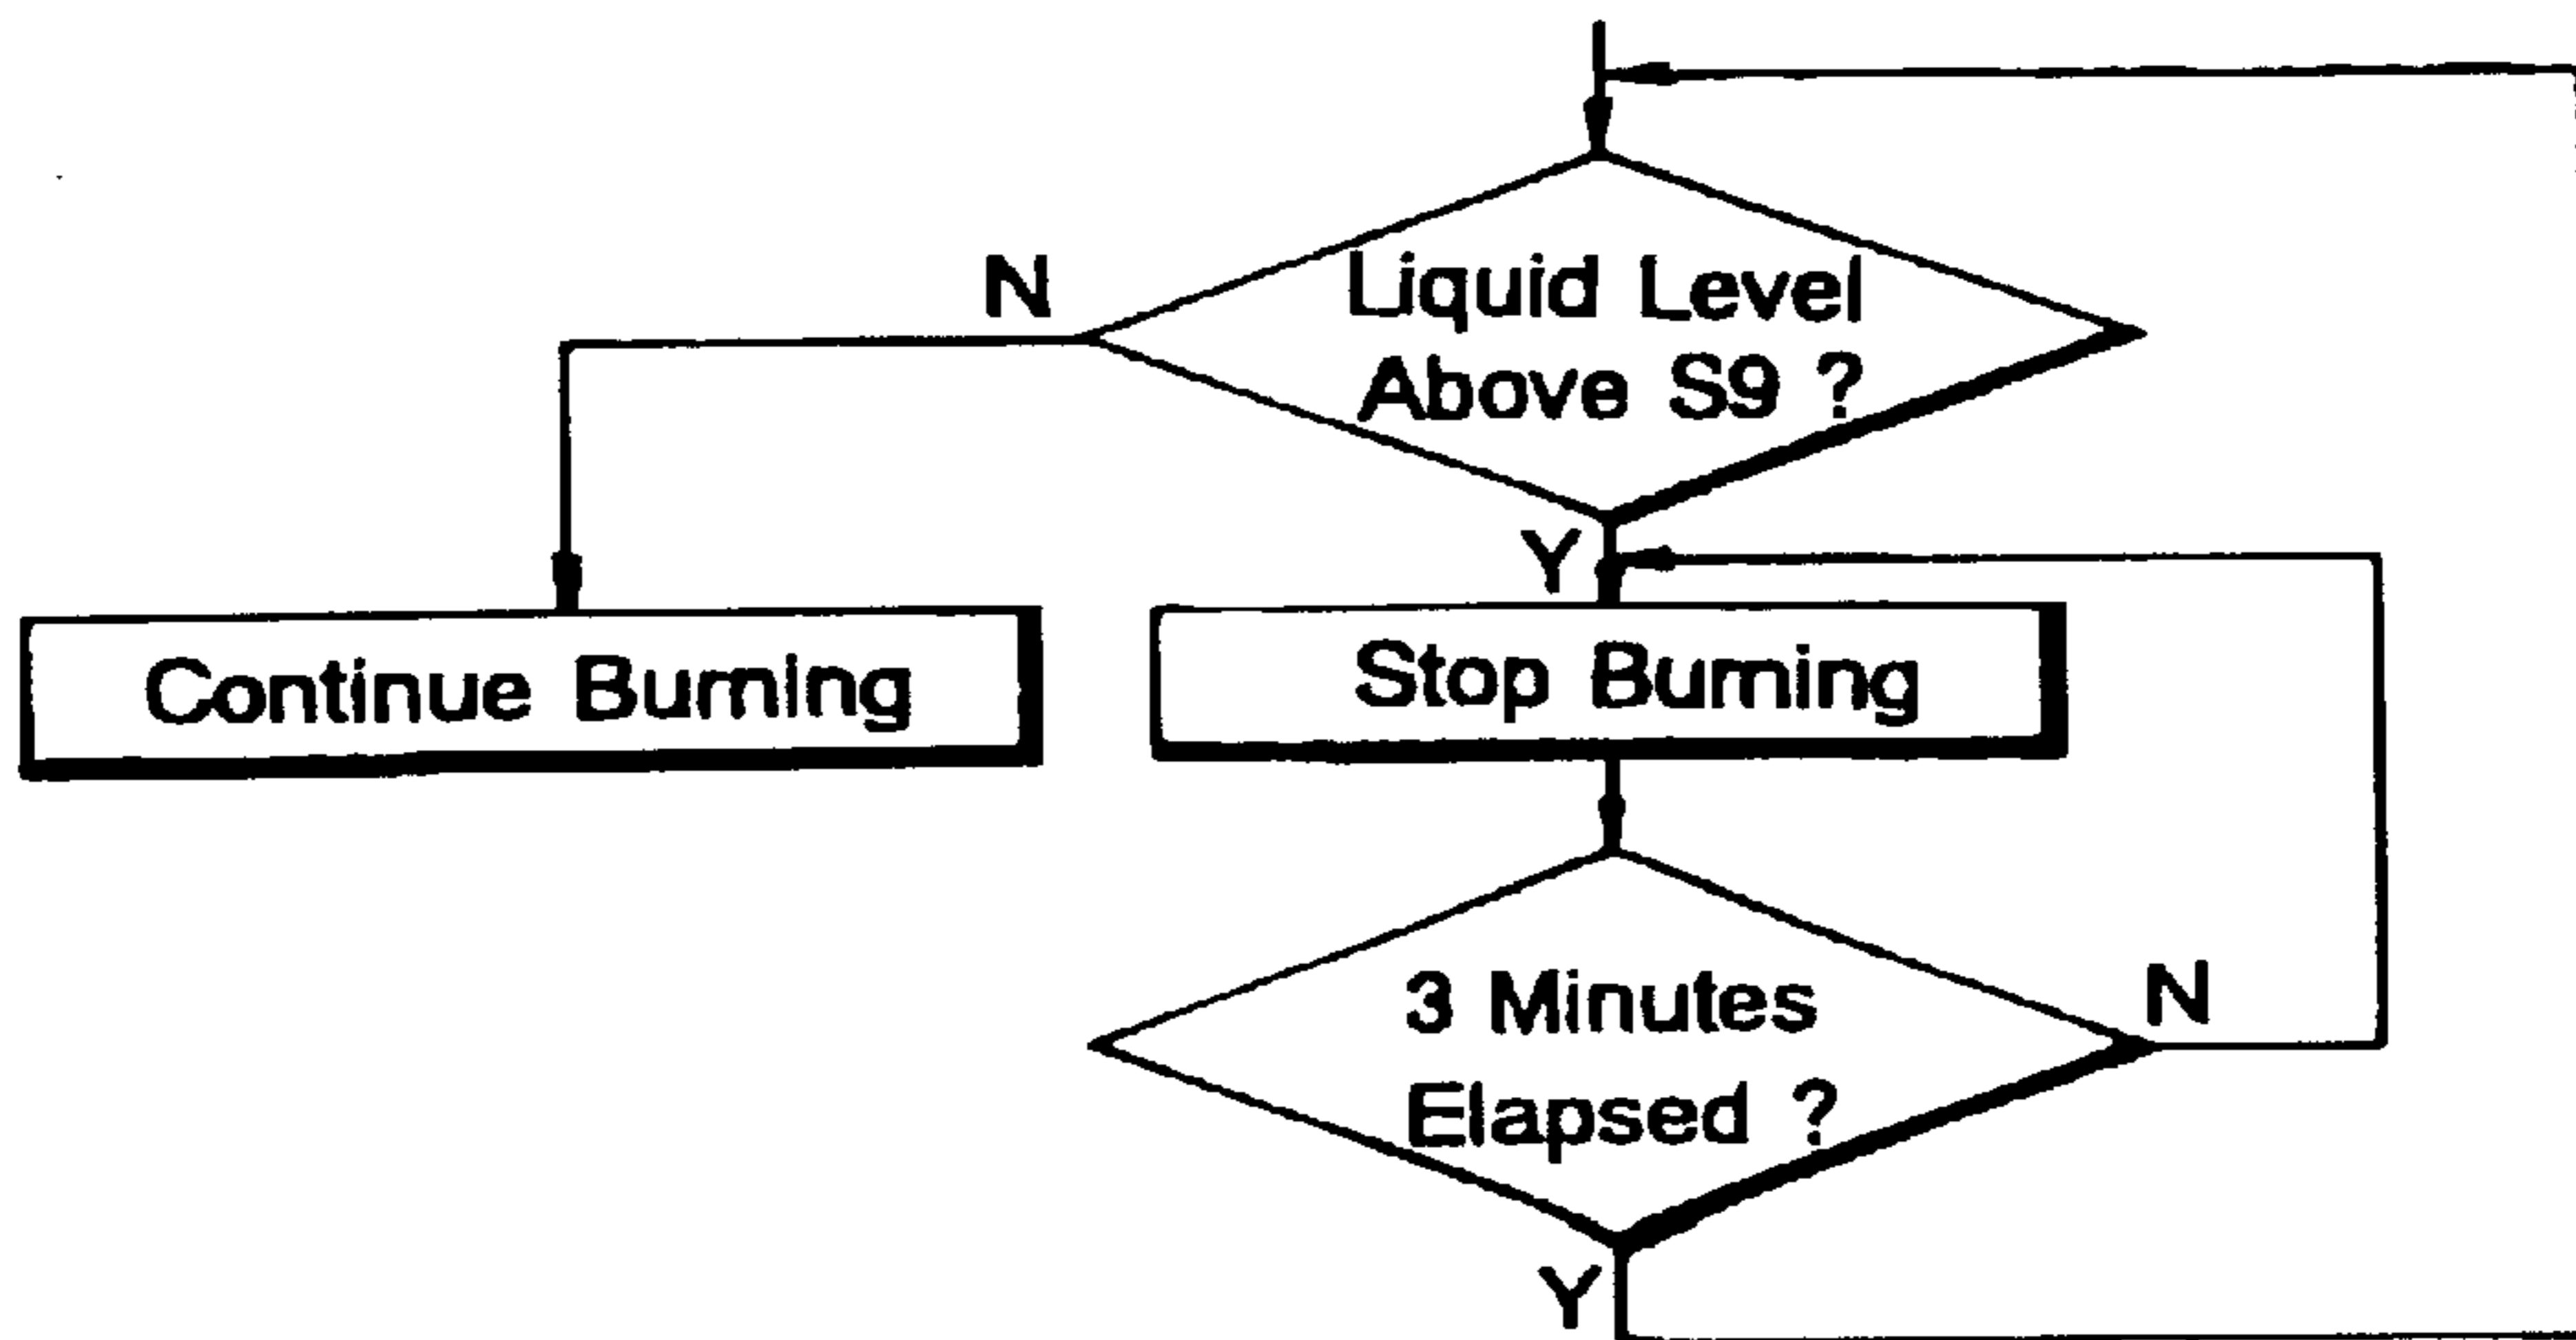 N
Liquid Level
Above S9 ?
Y
Continue Burning
Stop Burning
3 Minutes
Elapsed ?
N
Y